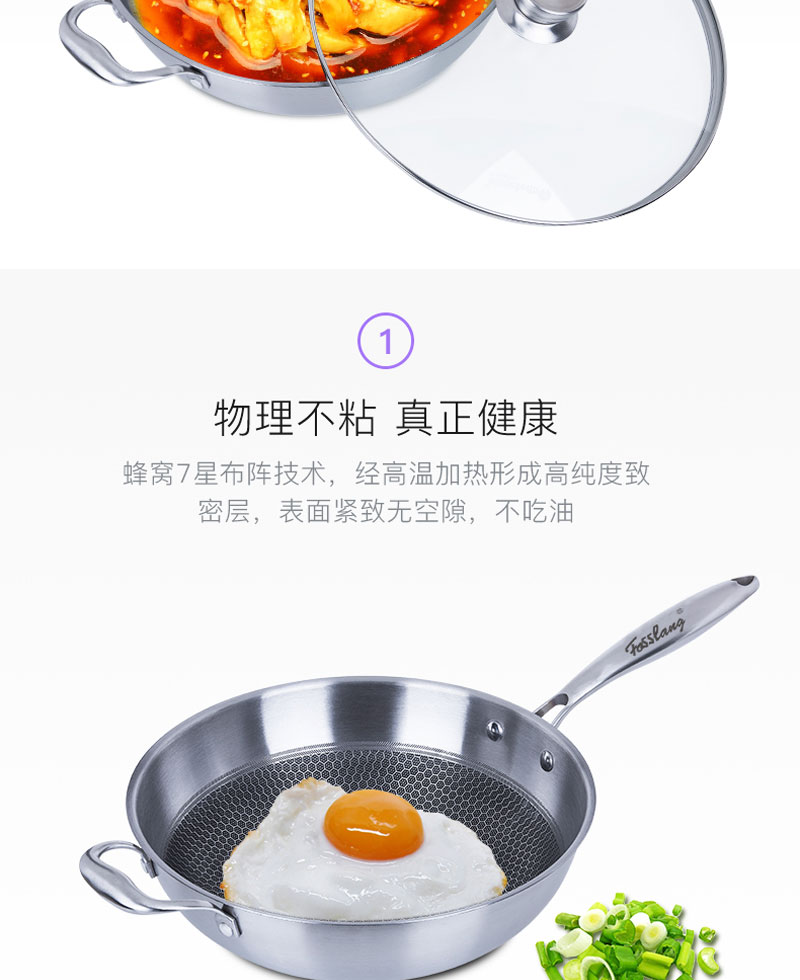 1
物理不粘 真正健康
蜂窝7星布阵技术，经高温加热形成高纯度致
密层，表面紧致无空隙，不吃油
Fossslang